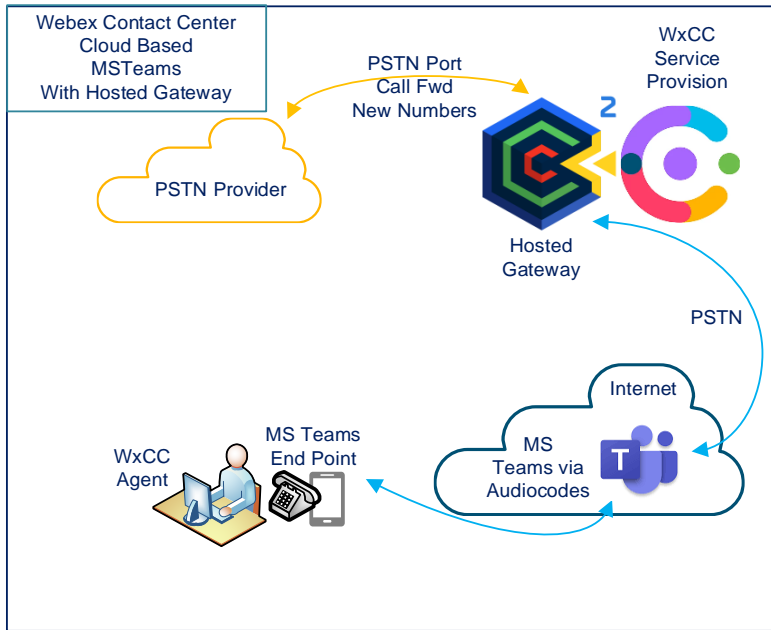 Webex Contact Center
Cloud Based
MSTeams
With Hosted Gateway
PSTN Port
Call Fwd
New Numbers
WxCC
Service
Provision
2
C
PSTN Provider
Hosted
Gateway
PSTN
Internet
MS
Teams via
Audiocodes
T
MS Teams
End Point
WxCC
Agent